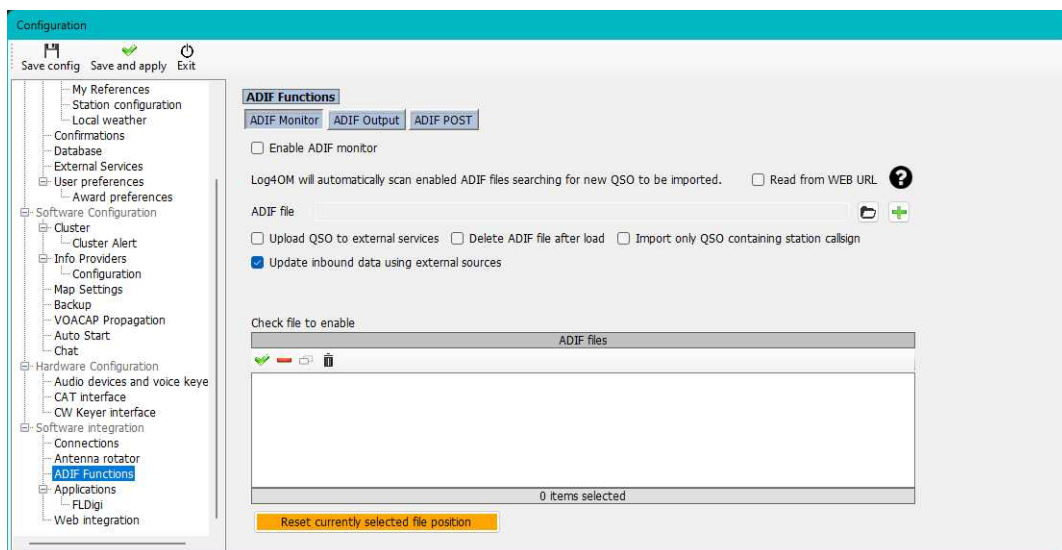 Configuration
Save config Save and apply Exit
My References
Station configuration
Local weather
Confirmations
Database
External Services
User preferences
Award preferences
Software Configuration
Cluster
Cluster Alert
Info Providers
Configuration
Map Settings
Backup
VOACAP Propagation
Auto Start
Chat
Hardware Configuration
Audio devices and voice keye
CAT interface
CW Keyer interface
Software integration
Connections
Antenna rotator
ADIF Functions
Applications
FLDigi
Web integration
ADIF Functions
ADIF Monitor ADIF Output ADIF POST
Enable ADIF monitor
Log4OM will automatically scan enabled ADIF files searching for new QSO to be imported. Read from WEB URL ?
ADIF file
Upload QSO to external services Delete ADIF file after load Import only QSO containing station callsign
Update inbound data using external sources
Check file to enable
ADIF files
0 items selected
Reset currently selected file position